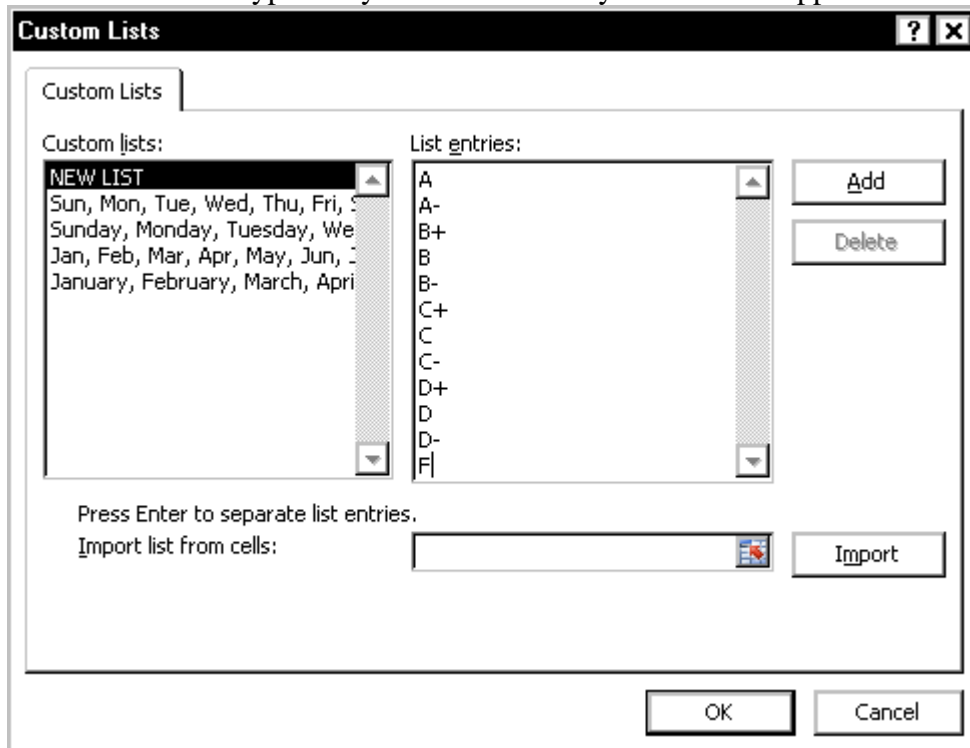 Custom Lists
Custom Lists
Custom lists:
NEW LIST
Sun, Mon, Tue, Wed, Thu, Fri, S
Sunday, Monday, Tuesday, We
Jan, Feb, Mar, Apr, May, Jun, J
January, February, March, Apri
List entries:
A
A-
B+
B
B-
C+
C
C-
D+
D
D-
F
Add
Delete
Press Enter to separate list entries.
Import list from cells:
Import
OK
Cancel